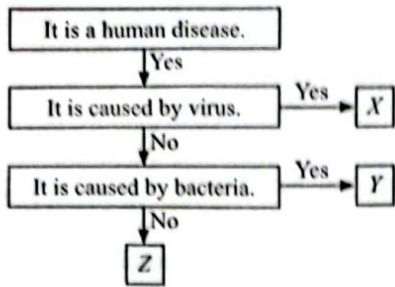 It is a human disease.
Yes
It is caused by virus.
Yes
X
No
It is caused by bacteria.
Yes
Y
No
Z